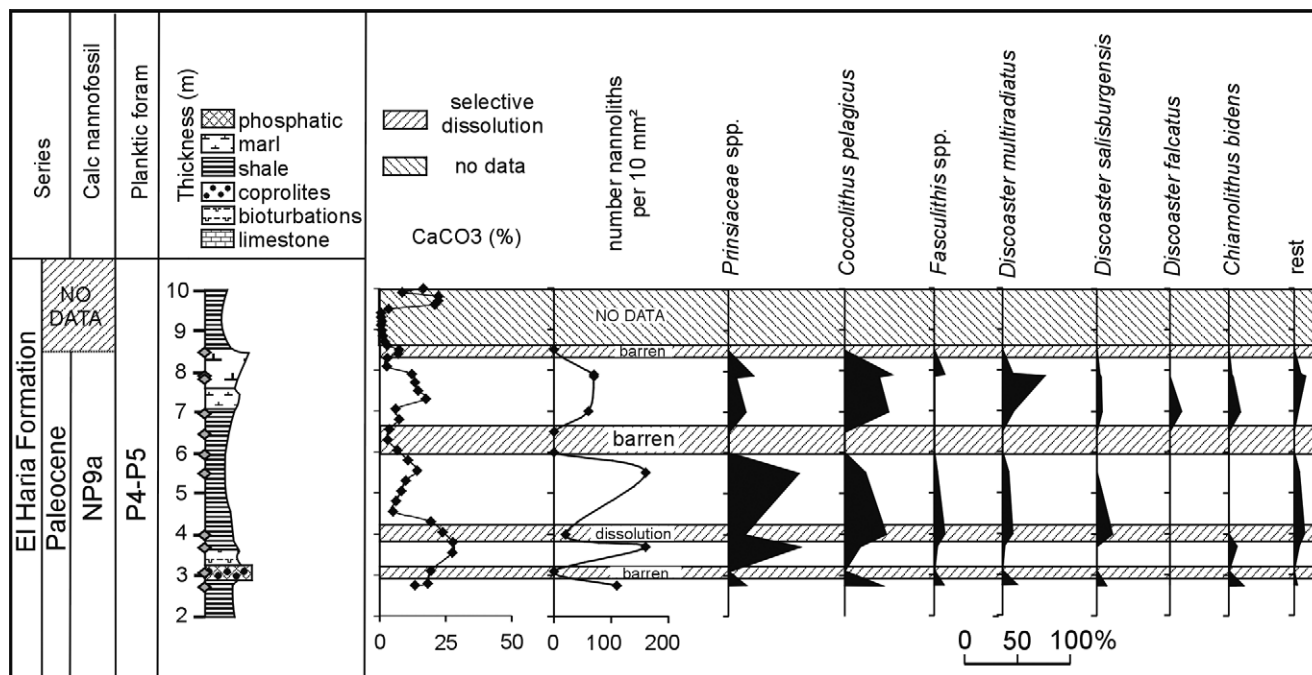 Series
Calc nannofossil
Planktic foram
Thickness (m)
phosphatic
marl
shale
coprolites
bioturbations
limestone
selective
dissolution
no data
CaCO3 (%)
number nannoliths
per 10 mm²
Prinsiaceae spp.
Coccolithus pelagicus
Fasculithis spp.
Discoaster multiradiatus
Discoaster salisburgensis
Discoaster falcatus
Chiamolithus bidens
rest
El Haria Formation
Paleocene
NO
DATA
NP9a
P4-P5
10
9
8
7
6
5
4
3
2
NO DATA
barren
barren
dissolution
barren
0 25 50
0 100 200
0 50 100%